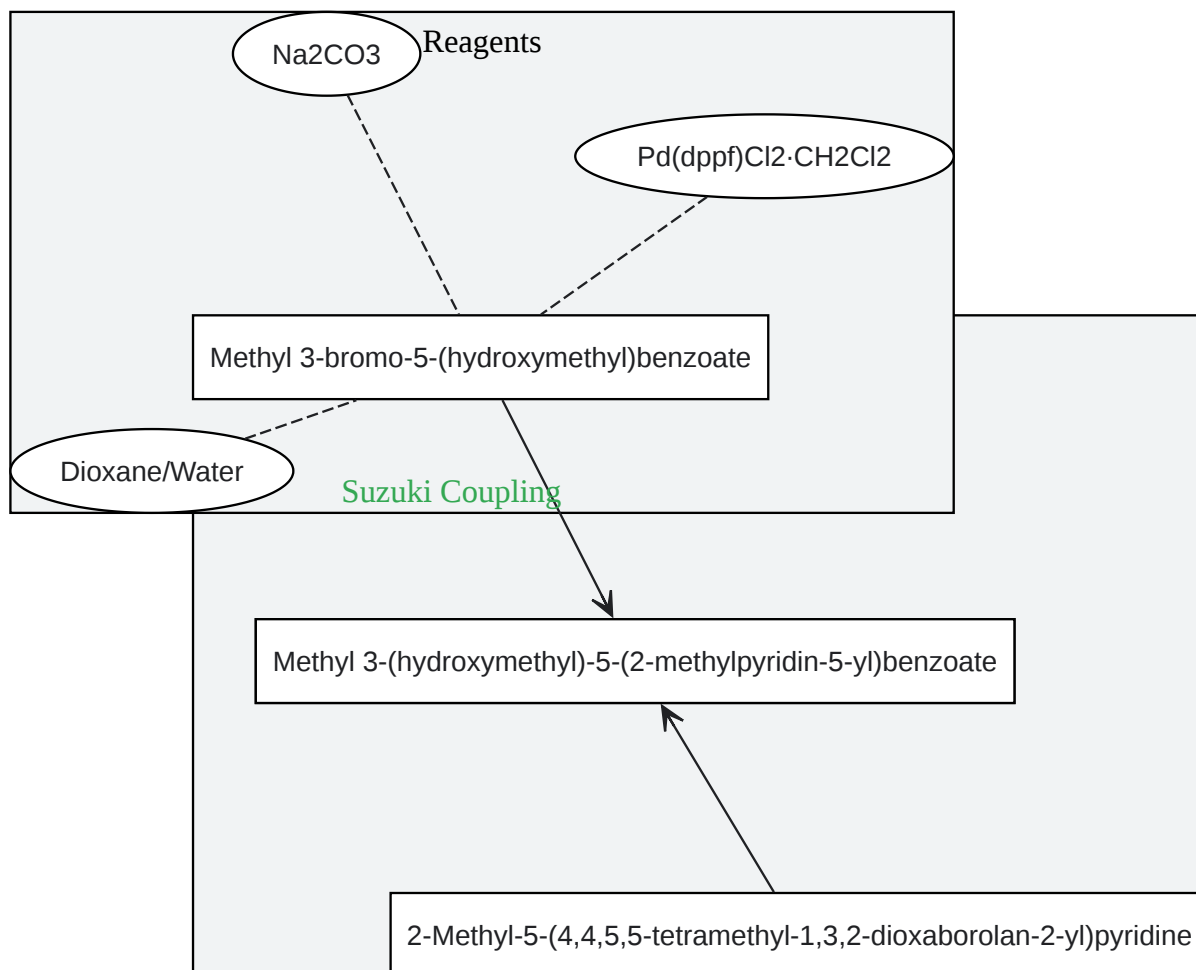 Na2CO3
Reagents
Pd(dppf)Cl2·CH2Cl2
Methyl 3-bromo-5-(hydroxymethyl)benzoate
Dioxane/Water
Suzuki Coupling
Methyl 3-(hydroxymethyl)-5-(2-methylpyridin-5-yl)benzoate
2-Methyl-5-(4,4,5,5-tetramethyl-1,3,2-dioxaborolan-2-yl)pyridine